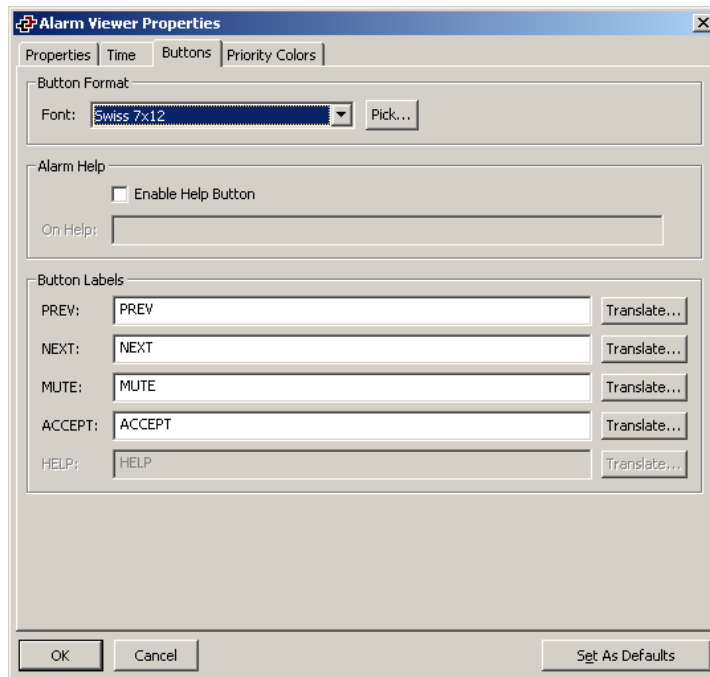 Alarm Viewer Properties
Properties Time Buttons Priority Colors
Button Format
Font: Swiss 7x12 Pick...
Alarm Help
Enable Help Button
On Help:
Button Labels
PREV: PREV Translate...
NEXT: NEXT Translate...
MUTE: MUTE Translate...
ACCEPT: ACCEPT Translate...
HELP: HELP Translate...
OK Cancel Set As Defaults